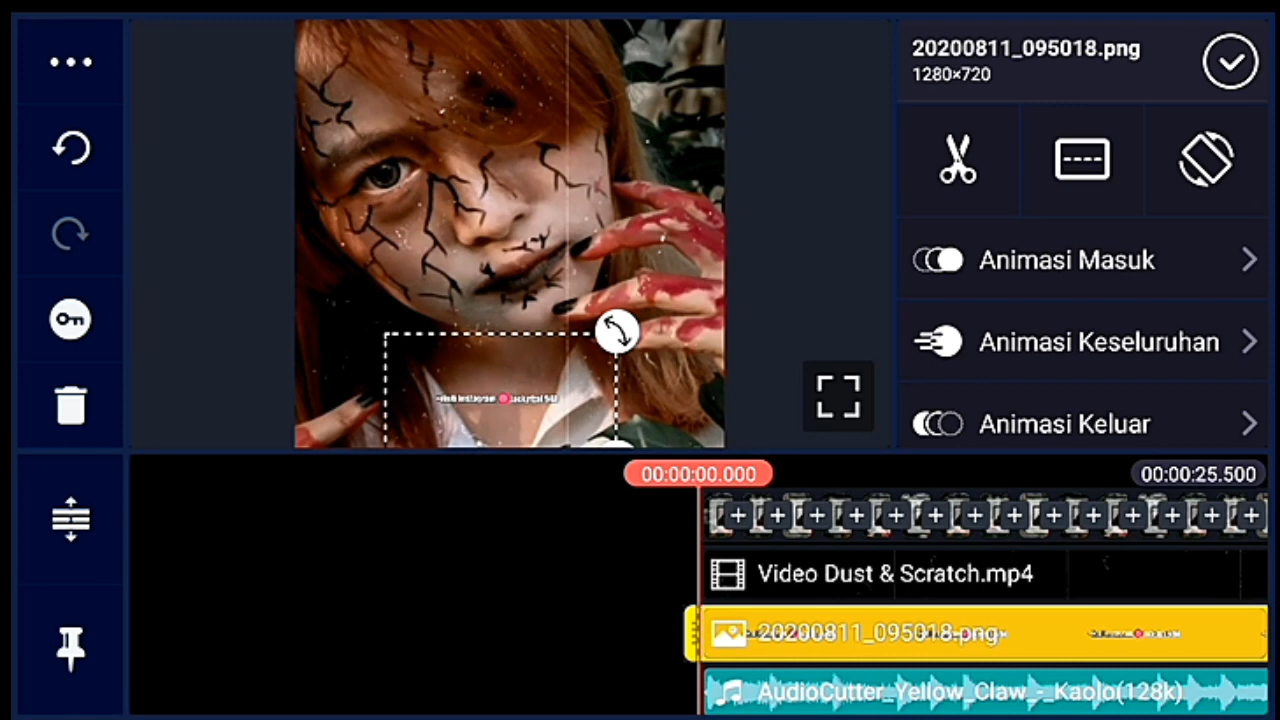 20200811_095018.png
1280×720
Animasi Masuk
Animasi Keseluruhan
Animasi Keluar
00:00:00.000
00:00:25.500
Video Dust & Scratch.mp4
20200811_095018.png
AudioCutter_Yellow_Claw_-_Kaolo(128k)